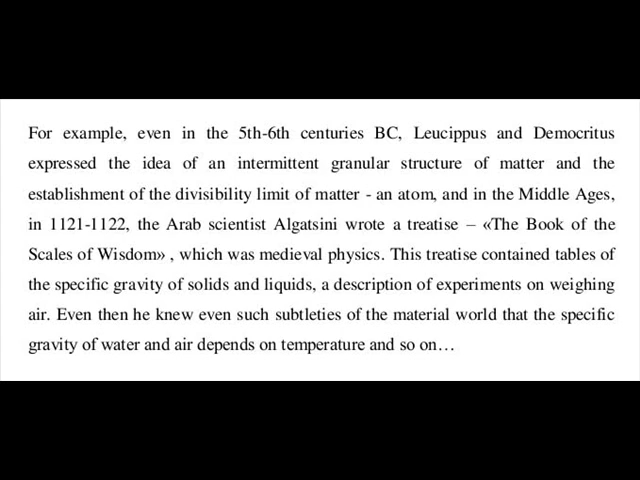 For example, even in the 5th-6th centuries BC, Leucippus and Democritus
expressed the idea of an intermittent granular structure of matter and the
establishment of the divisibility limit of matter - an atom, and in the Middle Ages,
in 1121-1122, the Arab scientist Algatsini wrote a treatise – «The Book of the
Scales of Wisdom» , which was medieval physics. This treatise contained tables of
the specific gravity of solids and liquids, a description of experiments on weighing
air. Even then he knew even such subtleties of the material world that the specific
gravity of water and air depends on temperature and so on…